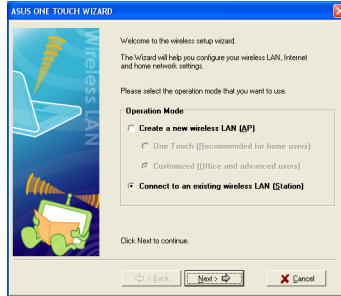 ASUS ONE TOUCH WIZARD
Wireless LAN
Welcome to the wireless setup wizard.
The Wizard will help you configure your wireless LAN, Internet
and home network settings.
Please select the operation mode that you want to use.
Operation Mode
Create a new wireless LAN (AP)
One Touch (Recommended for home users)
Customized (Office and advanced users)
Connect to an existing wireless LAN (Station)
Click Next to continue.
< Back
Next >
Cancel